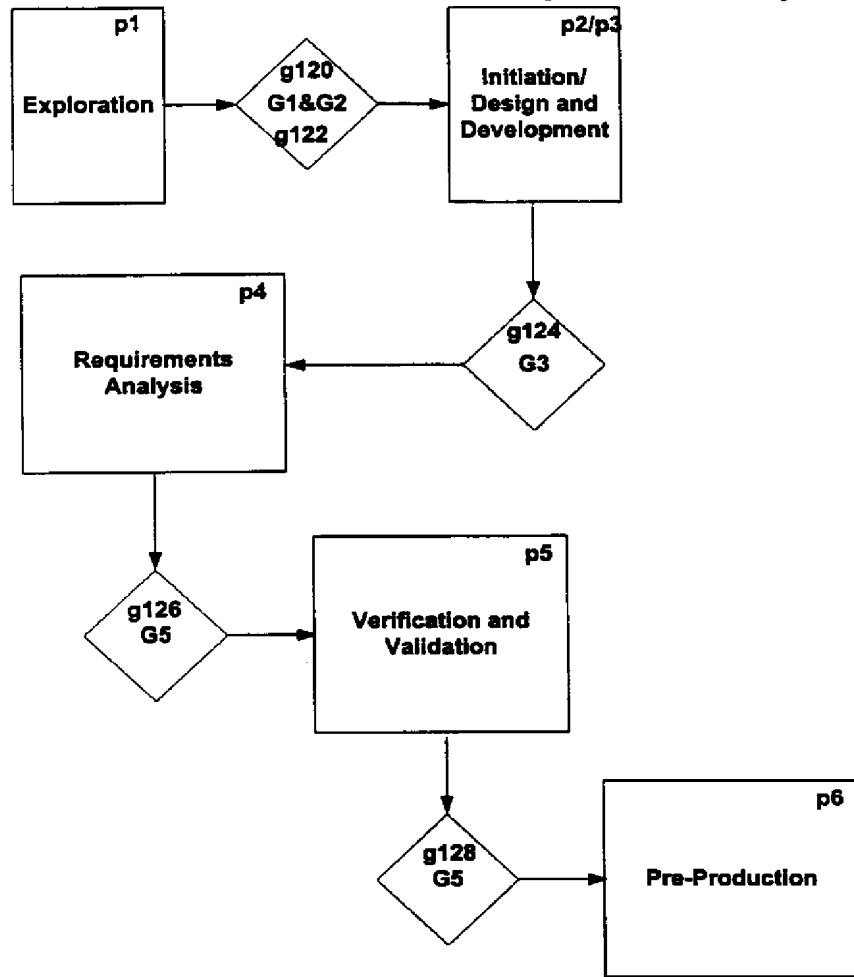 p1
Exploration
g120
G1&G2
g122
p2/p3
Initiation/
Design and
Development
g124
G3
p4
Requirements
Analysis
g126
G5
p5
Verification and
Validation
g128
G5
p6
Pre-Production